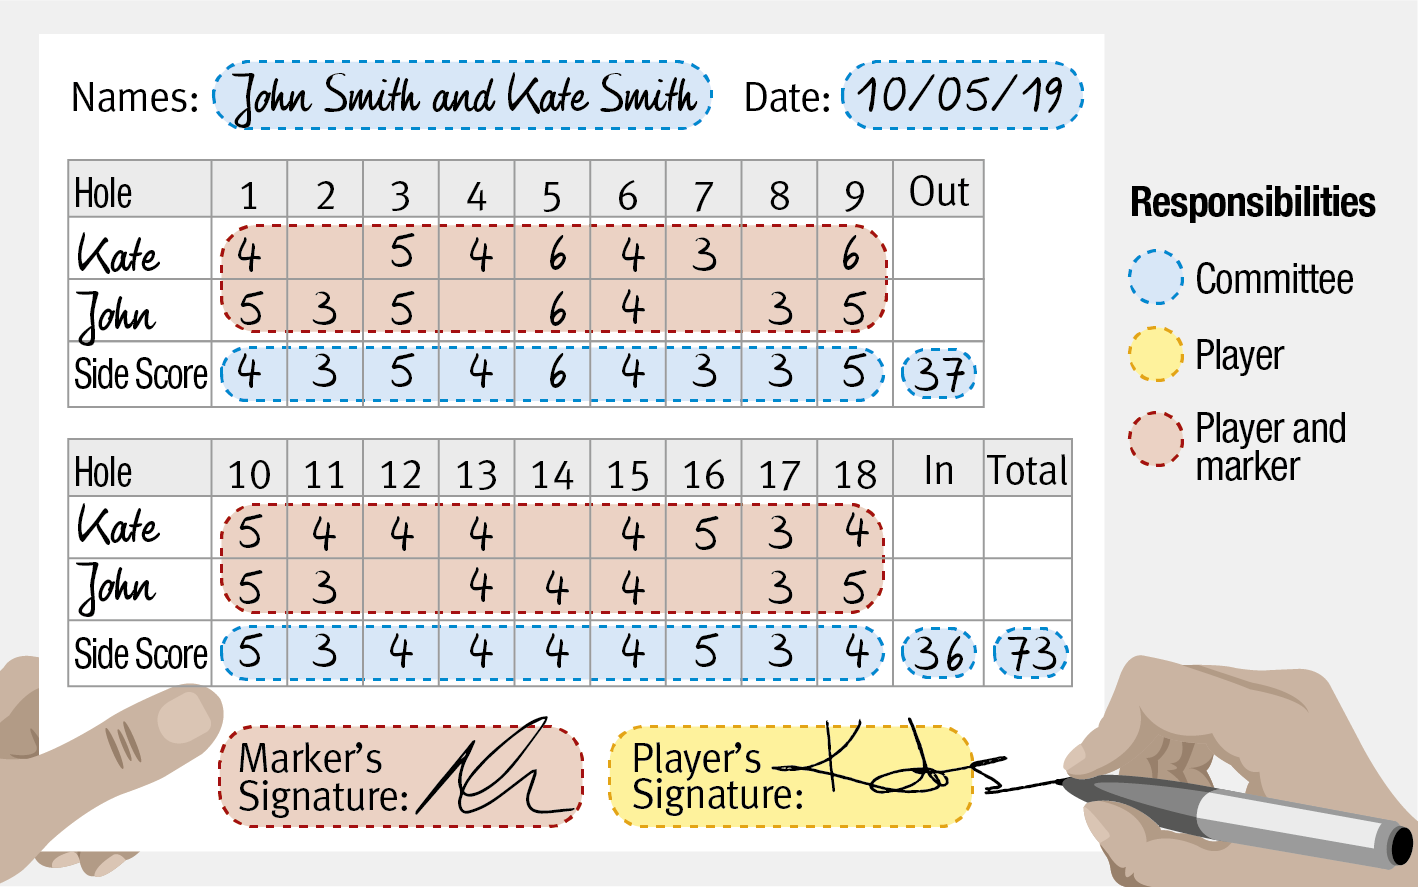 Names: John Smith and Kate Smith Date: 10/05/19
Hole 1 2 3 4 5 6 7 8 9 Out
Kate 4 5 4 6 4 3 6
John 5 3 5 6 4 3 5
Side Score 4 3 5 4 6 4 3 3 5 37
Hole 10 11 12 13 14 15 16 17 18 In Total
Kate 5 4 4 4 4 5 3 4
John 5 3 4 4 4 3 5
Side Score 5 3 4 4 4 4 5 3 4 36 73
Marker's
Signature:
Player's
Signature:
Responsibilities
Committee
Player
Player and
marker